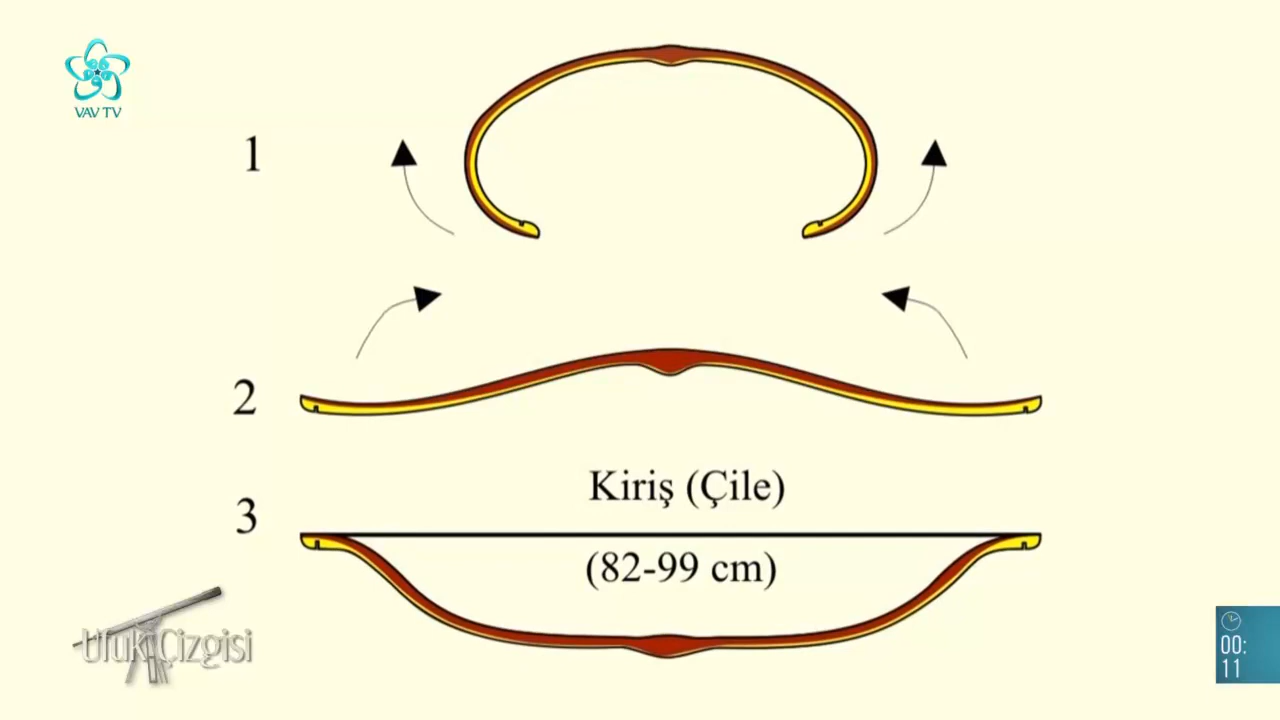 VAV TV
1
2
Kiriş (Çile)
3
(82-99 cm)
Ufuk Çizgisi
00:
11